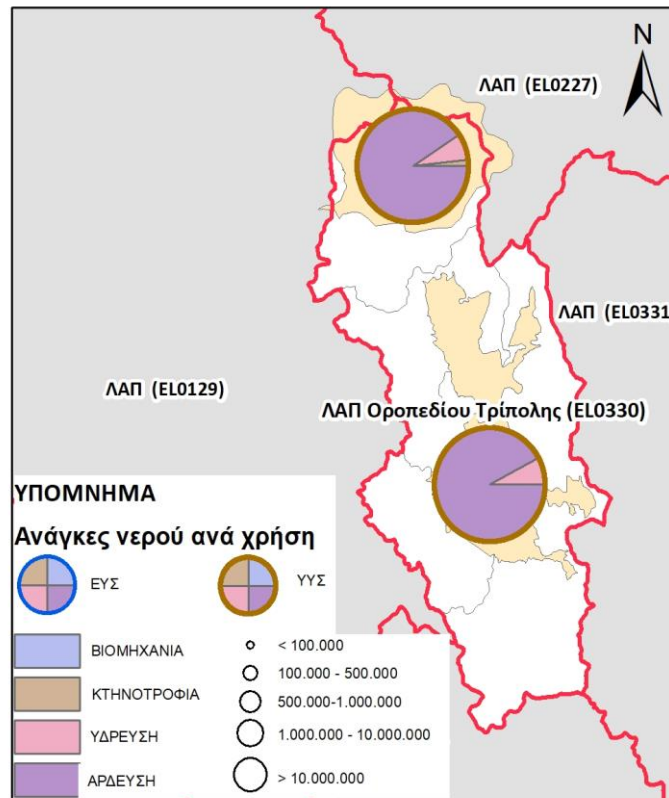 N
ΛΑΠ (EL0227)
ΛΑΠ (EL0331
ΛΑΠ (EL0129)
ΛΑΠ Οροπεδίου Τρίπολης (EL0330)
ΥΠΟΜΝΗΜΑ
Ανάγκες νερού ανά χρήση
ΕΥΣ
ΥΥΣ
ΒΙΟΜΗΧΑΝΙΑ
< 100.000
ΚΤΗΝΟΤΡΟΦΙΑ
100.000 - 500.000
500.000-1.000.000
ΥΔΡΕΥΣΗ
1.000.000 - 10.000.000
ΑΡΔΕΥΣΗ
> 10.000.000